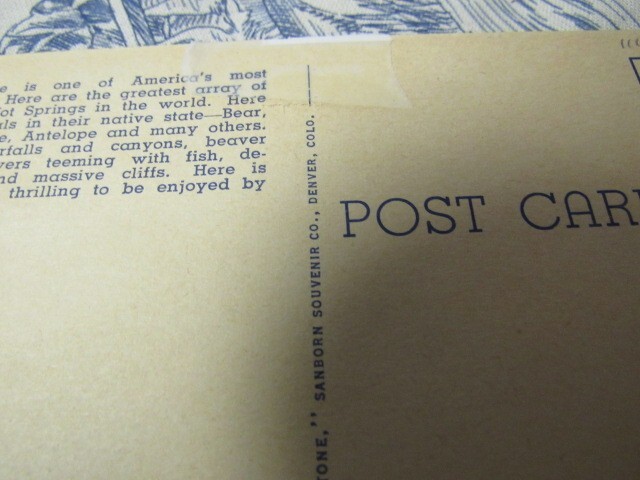 e is one of America's most
Here are the greatest array of
ot Springs in the world. Here
ls in their native state—Bear,
e, Antelope and many others.
rfalls and canyons, beaver
vers teeming with fish, de-
nd massive cliffs. Here is
thrilling to be enjoyed by
TONE," SANBORN SOUVENIR CO., DENVER, COLO.
POST CAR